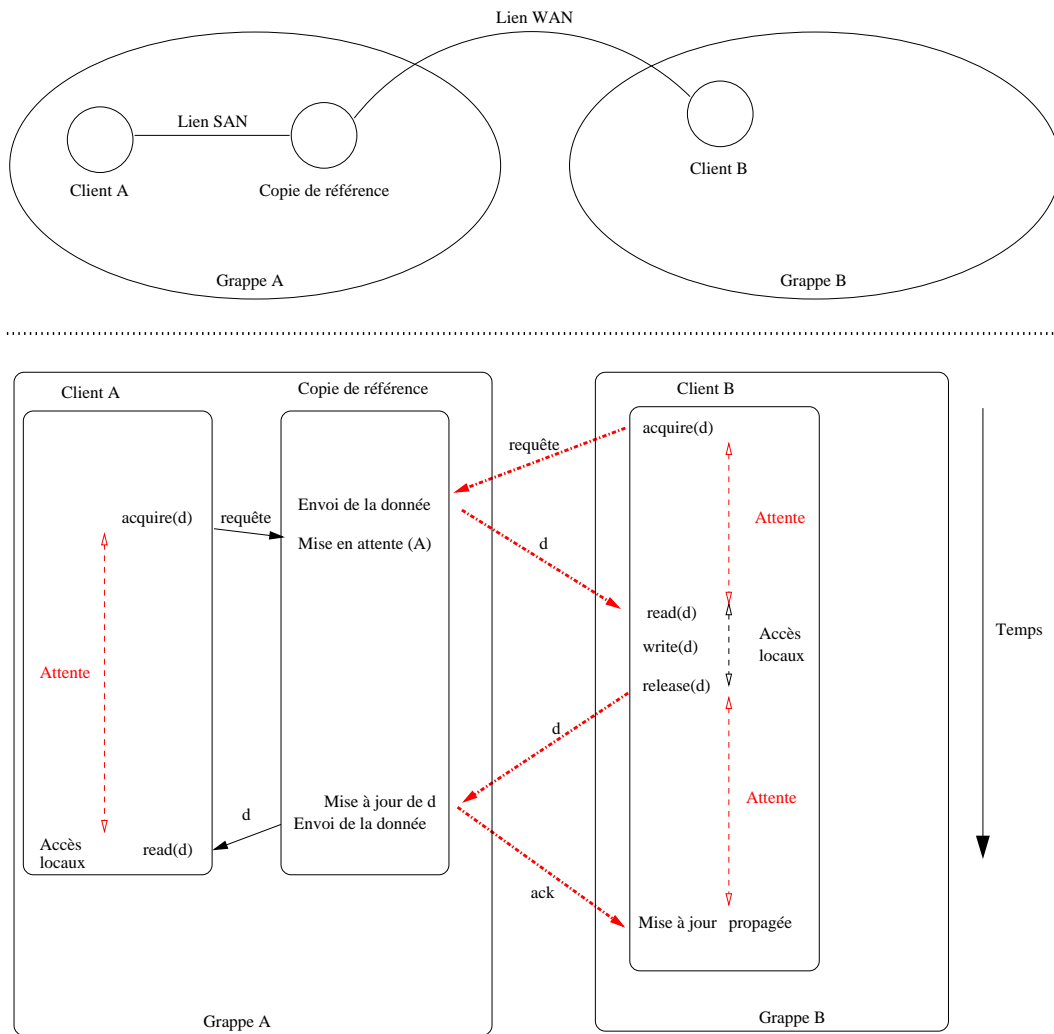 Lien WAN
Lien SAN
Client A
Copie de référence
Client B
Grappe A
Grappe B
Client A
Copie de référence
Client B
acquire(d)
requête
Envoi de la donnée
acquire(d)
requête
Attente
Mise en attente (A)
d
read(d)
Accès
locaux
Temps
write(d)
Attente
release(d)
d
Attente
Mise à jour de d
d
Envoi de la donnée
Accès
locaux
read(d)
ack
Mise à jour propagée
Grappe A
Grappe B